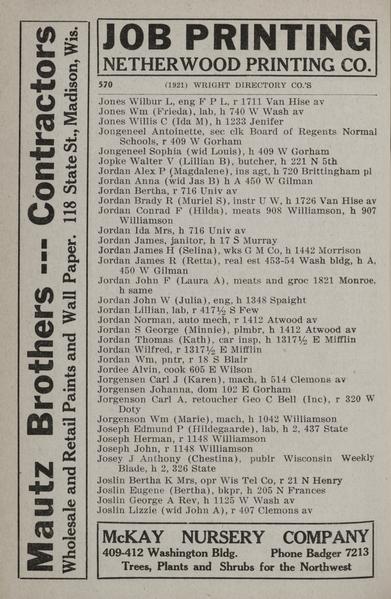 JOB PRINTING
NETHERWOOD PRINTING CO.
Mautz Brothers --- Contractors
Wholesale and Retail Paints and Wall Paper. 118 State St., Madison, Wis.
570 (1921) WRIGHT DIRECTORY CO.'S
Jones Wilbur L, eng F P L, r 1711 Van Hise av
Jones Wm (Frieda), lab, h 740 W Wash av
Jones Willis C (Ida M), h 1233 Jenifer
Jongeneel Antoinette, sec clk Board of Regents Normal
Schools, r 409 W Gorham
Jongeneel Sophia (wid Louis), h 409 W Gorham
Jopke Walter V (Lillian B), butcher, h 221 N 5th
Jordan Alex P (Magdalene), ins agt, h 720 Brittingham pl
Jordan Anna (wid Jas B) h A 450 W Gilman
Jordan Bertha, r 716 Univ av
Jordan Brady R (Muriel S), instr U W, h 1726 Van Hise av
Jordan Conrad F (Hilda), meats 908 Williamson, h 907
Williamson
Jordan Ida Mrs, h 716 Univ av
Jordan James, janitor, h 17 S Murray
Jordan James H (Selina), wks G M Co, h 1442 Morrison
Jordan James R (Retta), real est 453-54 Wash bldg, h A,
450 W Gilman
Jordan John F (Laura A), meats and groc 1821 Monroe,
h same
Jordan John W (Julia), eng, h 1348 Spaight
Jordan Lillian, lab, r 417½ S Few
Jordan Norman, auto mech, r 1412 Atwood av
Jordan S George (Minnie), plmbr, h 1412 Atwood av
Jordan Thomas (Kath), car insp, h 1317½ E Mifflin
Jordan Wilfred, r 1317½ E Mifflin
Jordan Wm, pntr, r 18 S Blair
Jordee Alvin, cook 605 E Wilson
Jorgensen Carl J (Karen), mach, h 514 Clemons av
Jorgensen Johanna, dom 102 E Gorham
Jorgenson Carl A, retoucher Geo C Bell (Inc), r 320 W
Doty
Jorgenson Wm (Marie), mach, h 1042 Williamson
Joseph Edmund P (Hildegaarde), lab, h 2, 437 State
Joseph Herman, r 1148 Williamson
Joseph John, r 1148 Williamson
Josey J Anthony (Clestina), publr Wisconsin Weekly
Blade, h 2, 326 State
Joslin Bertha K Mrs, opr Wis Tel Co, r 21 N Henry
Joslin Eugene (Bertha), bkpr, h 205 N Frances
Joslin George A Rev, h 1125 W Wash av
Joslin Lizzie (wid John A), r 407 Clemons av
McKAY NURSERY COMPANY
409-412 Washington Bldg. Phone Badger 7213
Trees, Plants and Shrubs for the Northwest